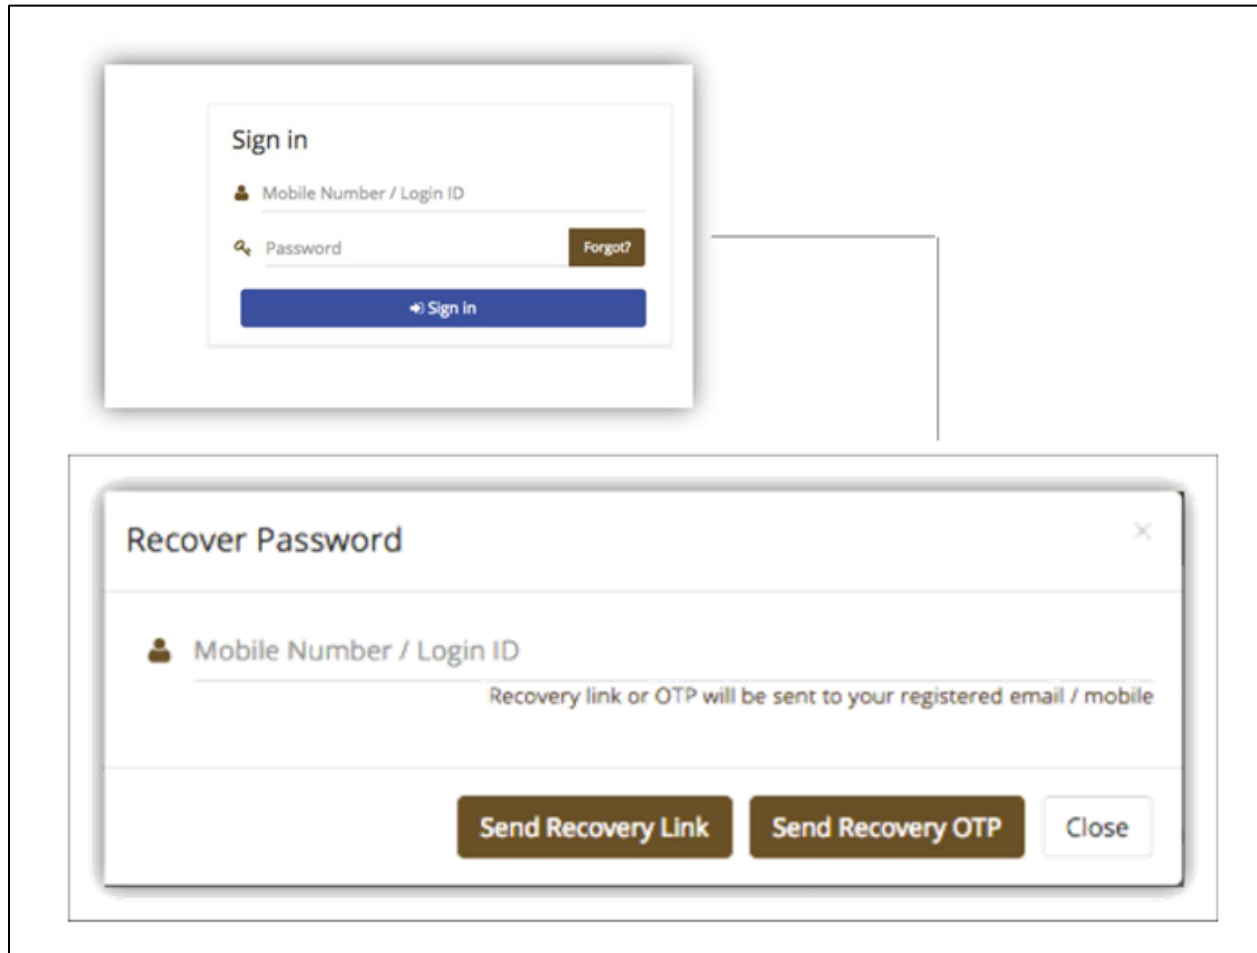 Sign in
Mobile Number / Login ID
Password
Forgot?
Sign in
Recover Password
Mobile Number / Login ID
Recovery link or OTP will be sent to your registered email / mobile
Send Recovery Link
Send Recovery OTP
Close